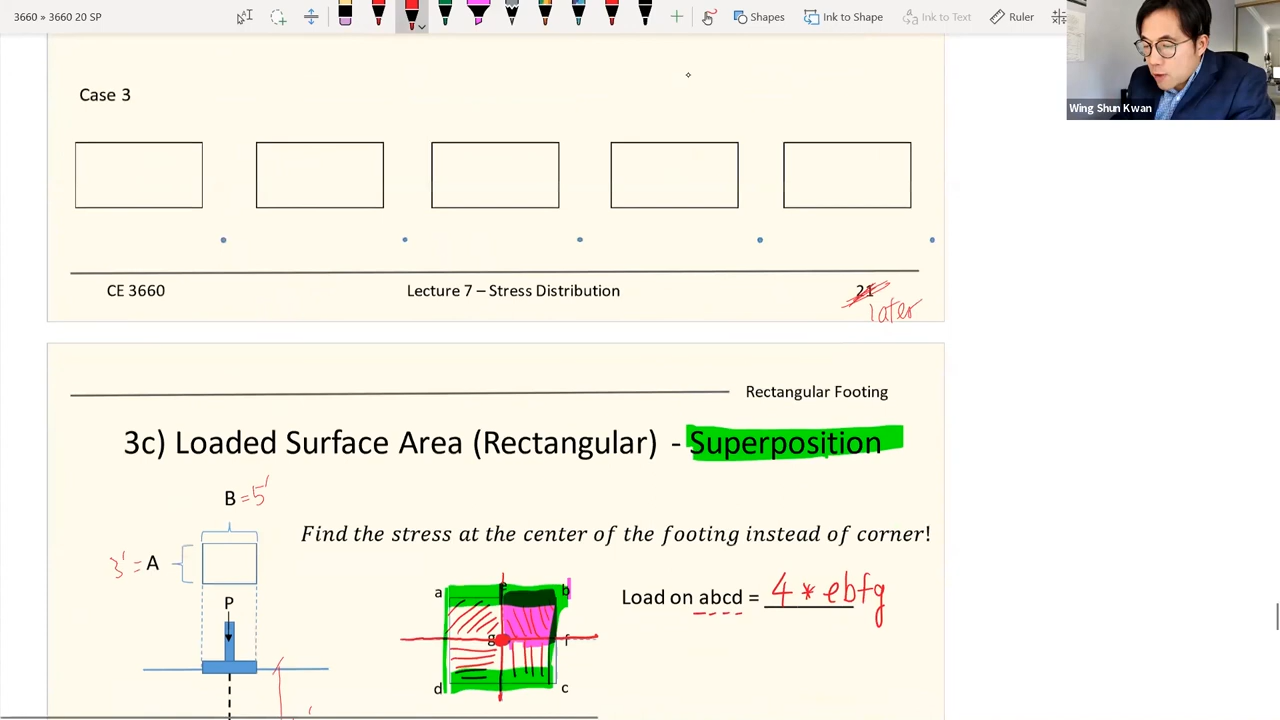 3660 » 3660 20 SP
Shapes
Ink to Shape
Ink to Text
Ruler
Wing Shun Kwan
Case 3
CE 3660
Lecture 7 – Stress Distribution
21
later
Rectangular Footing
3c) Loaded Surface Area (Rectangular) - Superposition
B = 5'
Find the stress at the center of the footing instead of corner!
3' = A
P
a e b
Load on abcd = 4 * ebfg
g f
d c